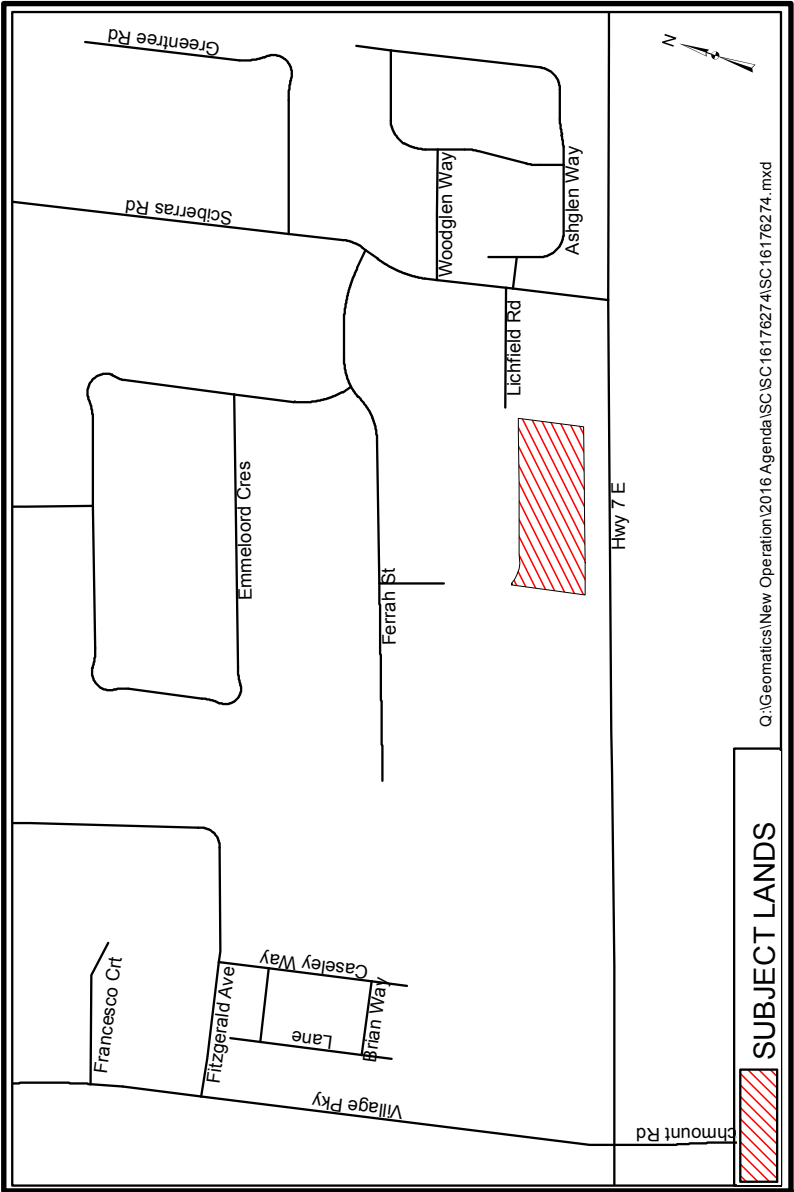 Greentree Rd
Sciberras Rd
Woodglen Way
Ashglen Way
Lichfield Rd
Emmeloord Cres
Ferrah St
Hwy 7 E
N
Francesco Crt
Fitzgerald Ave
Caseley Way
Lane
Brian Way
Village Pky
chmount Rd
Q:\Geomatics\New Operation\2016 Agenda\SC\SC16176274\SC16176274.mxd
SUBJECT LANDS